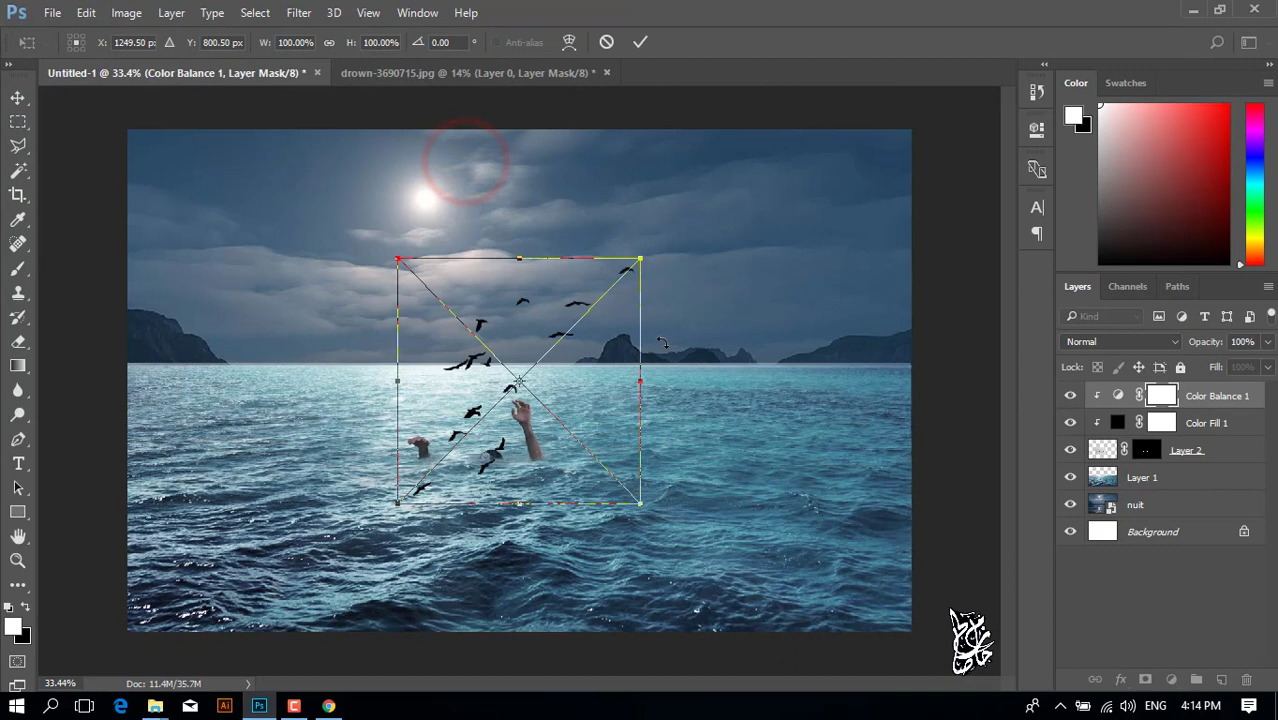 Ps File Edit Image Layer Type Select Filter 3D View Window Help
X: 1249.50 px Y: 800.50 px W: 100.00% H: 100.00% 0.00 ° Anti-alias
Untitled-1 @ 33.4% (Color Balance 1, Layer Mask/8) * × drown-3690715.jpg @ 14% (Layer 0, Layer Mask/8) * ×
Color Swatches
Layers Channels Paths
Kind
Normal Opacity: 100%
Lock: Fill: 100%
Color Balance 1
Color Fill 1
Layer 2
Layer 1
nuit
Background
33.44% Doc: 11.4M/35.7M
Ai Ps ENG 4:14 PM